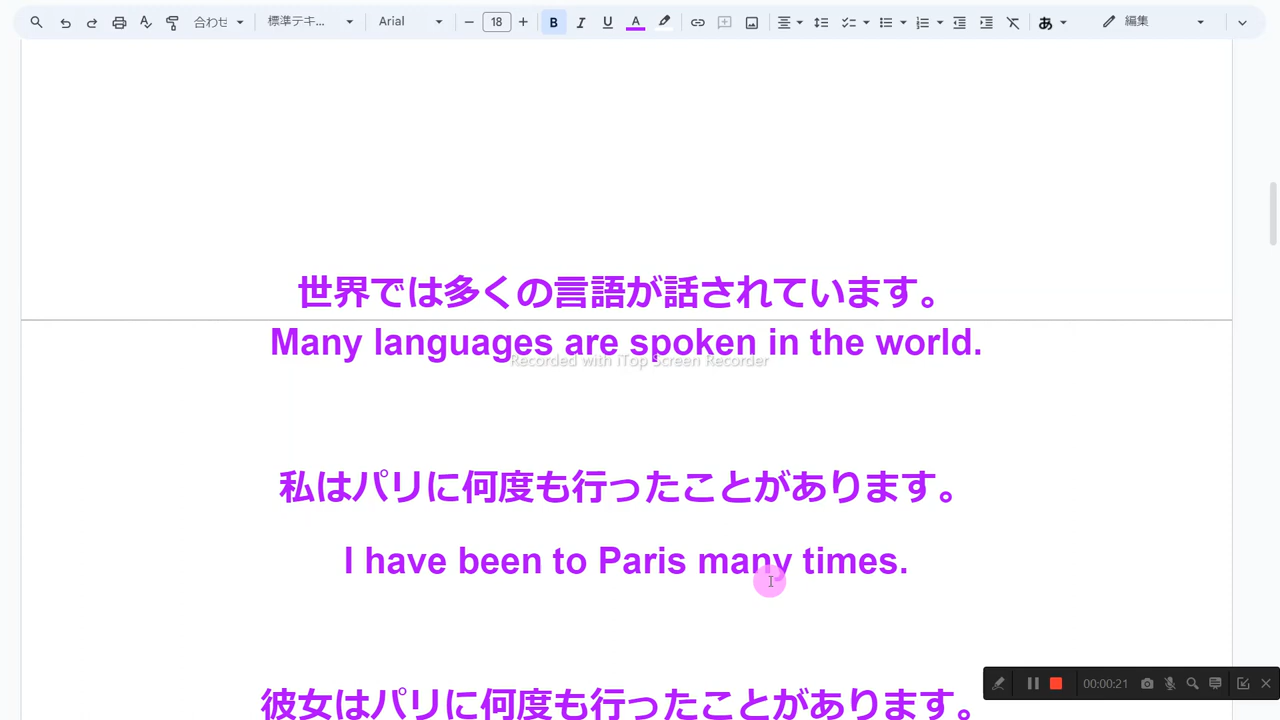 合わせ 標準テキ... Arial 18 B I U A あ 編集
世界では多くの言語が話されています。
Many languages are spoken in the world.
Recorded with iTop Screen Recorder
私はパリに何度も行ったことがあります。
I have been to Paris many times.
彼女はパリに何度も行ったことがあります。
00:00:21